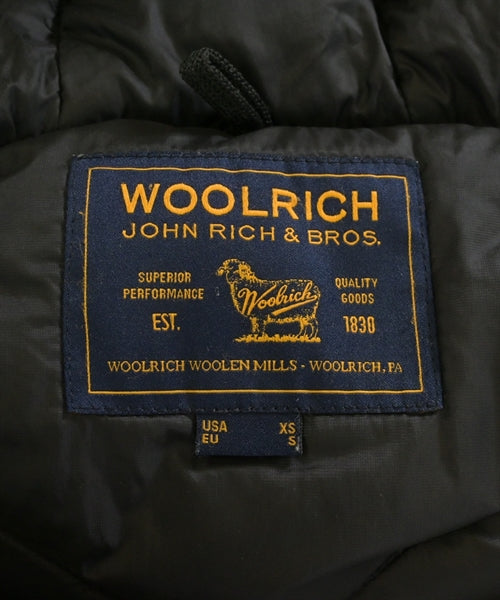 WOOLRICH
JOHN RICH & BROS.
SUPERIOR
PERFORMANCE
EST.
Woolrich
QUALITY
GOODS
1830
WOOLRICH WOOLEN MILLS - WOOLRICH, PA
USA XS
EU S